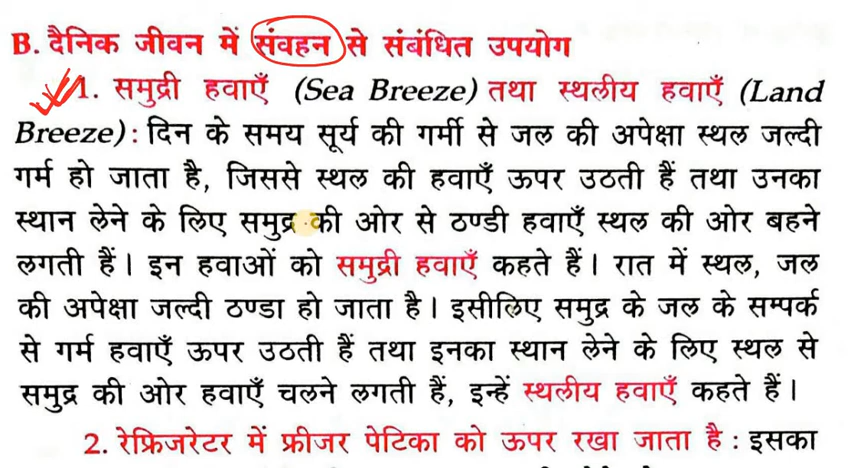 B. दैनिक जीवन में संवहन से संबंधित उपयोग
1. समुद्री हवाएँ (Sea Breeze) तथा स्थलीय हवाएँ (Land
Breeze) : दिन के समय सूर्य की गर्मी से जल की अपेक्षा स्थल जल्दी
गर्म हो जाता है, जिससे स्थल की हवाएँ ऊपर उठती हैं तथा उनका
स्थान लेने के लिए समुद्र की ओर से ठण्डी हवाएँ स्थल की ओर बहने
लगती हैं। इन हवाओं को समुद्री हवाएँ कहते हैं। रात में स्थल, जल
की अपेक्षा जल्दी ठण्डा हो जाता है। इसीलिए समुद्र के जल के सम्पर्क
से गर्म हवाएँ ऊपर उठती हैं तथा इनका स्थान लेने के लिए स्थल से
समुद्र की ओर हवाएँ चलने लगती हैं, इन्हें स्थलीय हवाएँ कहते हैं।
2. रेफ्रिजरेटर में फ्रीजर पेटिका को ऊपर रखा जाता है : इसका